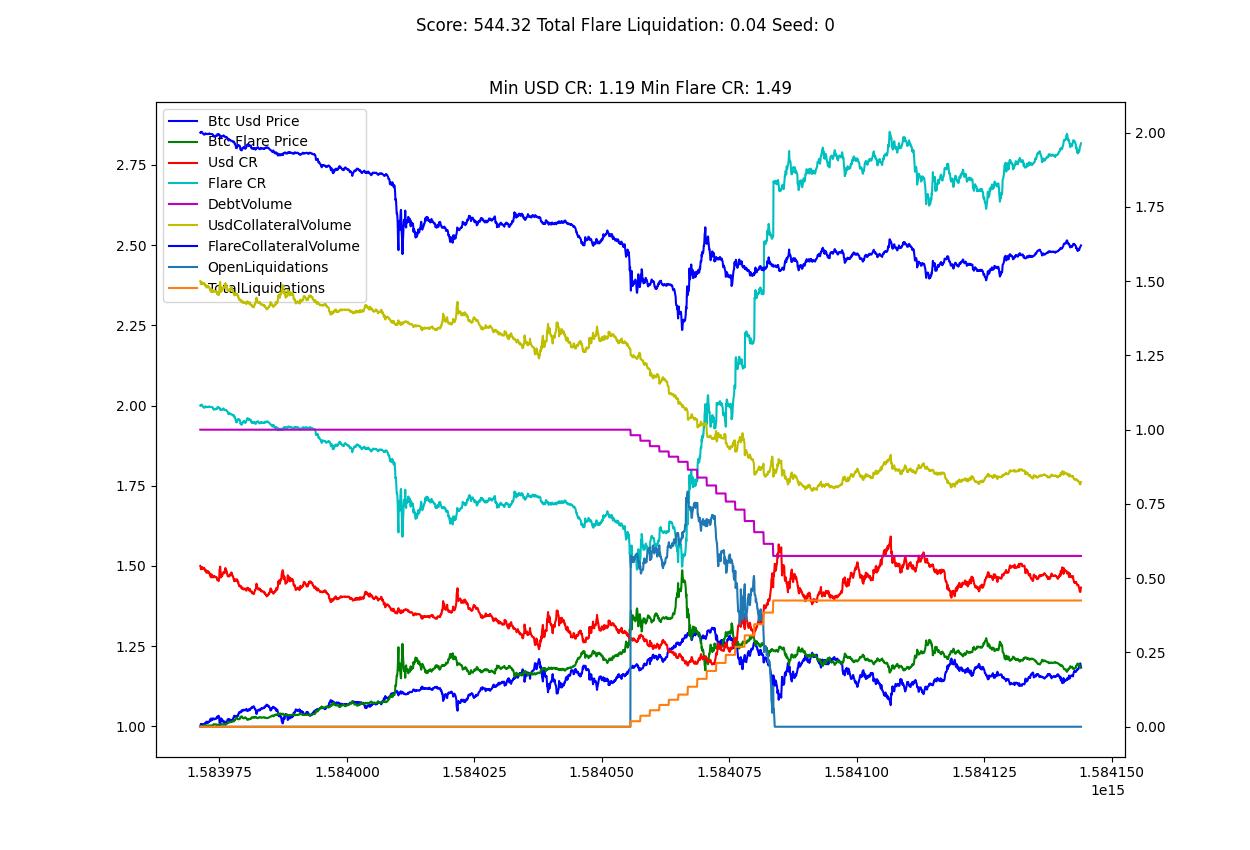 Score: 544.32 Total Flare Liquidation: 0.04 Seed: 0
Min USD CR: 1.19 Min Flare CR: 1.49
Btc Usd Price
Btc Flare Price
Usd CR
Flare CR
DebtVolume
UsdCollateralVolume
FlareCollateralVolume
OpenLiquidations
TotalLiquidations
2.75
2.50
2.25
2.00
1.75
1.50
1.25
1.00
2.00
1.75
1.50
1.25
1.00
0.75
0.50
0.25
0.00
1.583975 1.584000 1.584025 1.584050 1.584075 1.584100 1.584125 1.584150
1e15